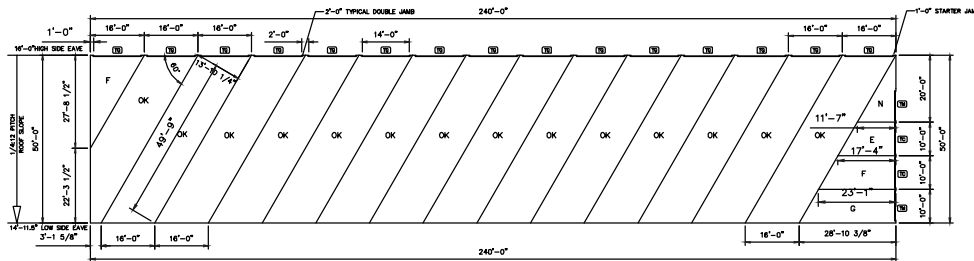 2'-0" TYPICAL DOUBLE JAMB
240'-0"
1'-0" STARTER JAM
1'-0" 16'-0" 16'-0" 16'-0" 2'-0" 14'-0" 16'-0" 16'-0"
16'-0"HIGH SIDE EAVE
60°
13'-10 1/4"
F
OK
27'-8 1/2"
1/4:12 PITCH
ROOF SLOPE
50'-0"
22'-3 1/2"
49'-9"
OK OK OK OK OK OK OK OK OK OK OK OK
N
11'-7"
E
17'-4"
F
23'-1"
G
20'-0"
10'-0"
10'-0"
10'-0"
50'-0"
14'-11.5" LOW SIDE EAVE
3'-1 5/8"
16'-0" 16'-0" 16'-0" 28'-10 3/8"
240'-0"